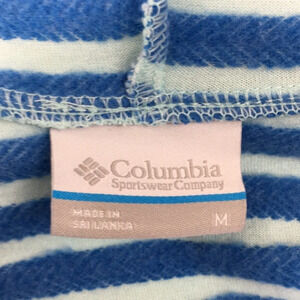 Columbia
Sportswear Company
MADE IN
SRI LANKA
M